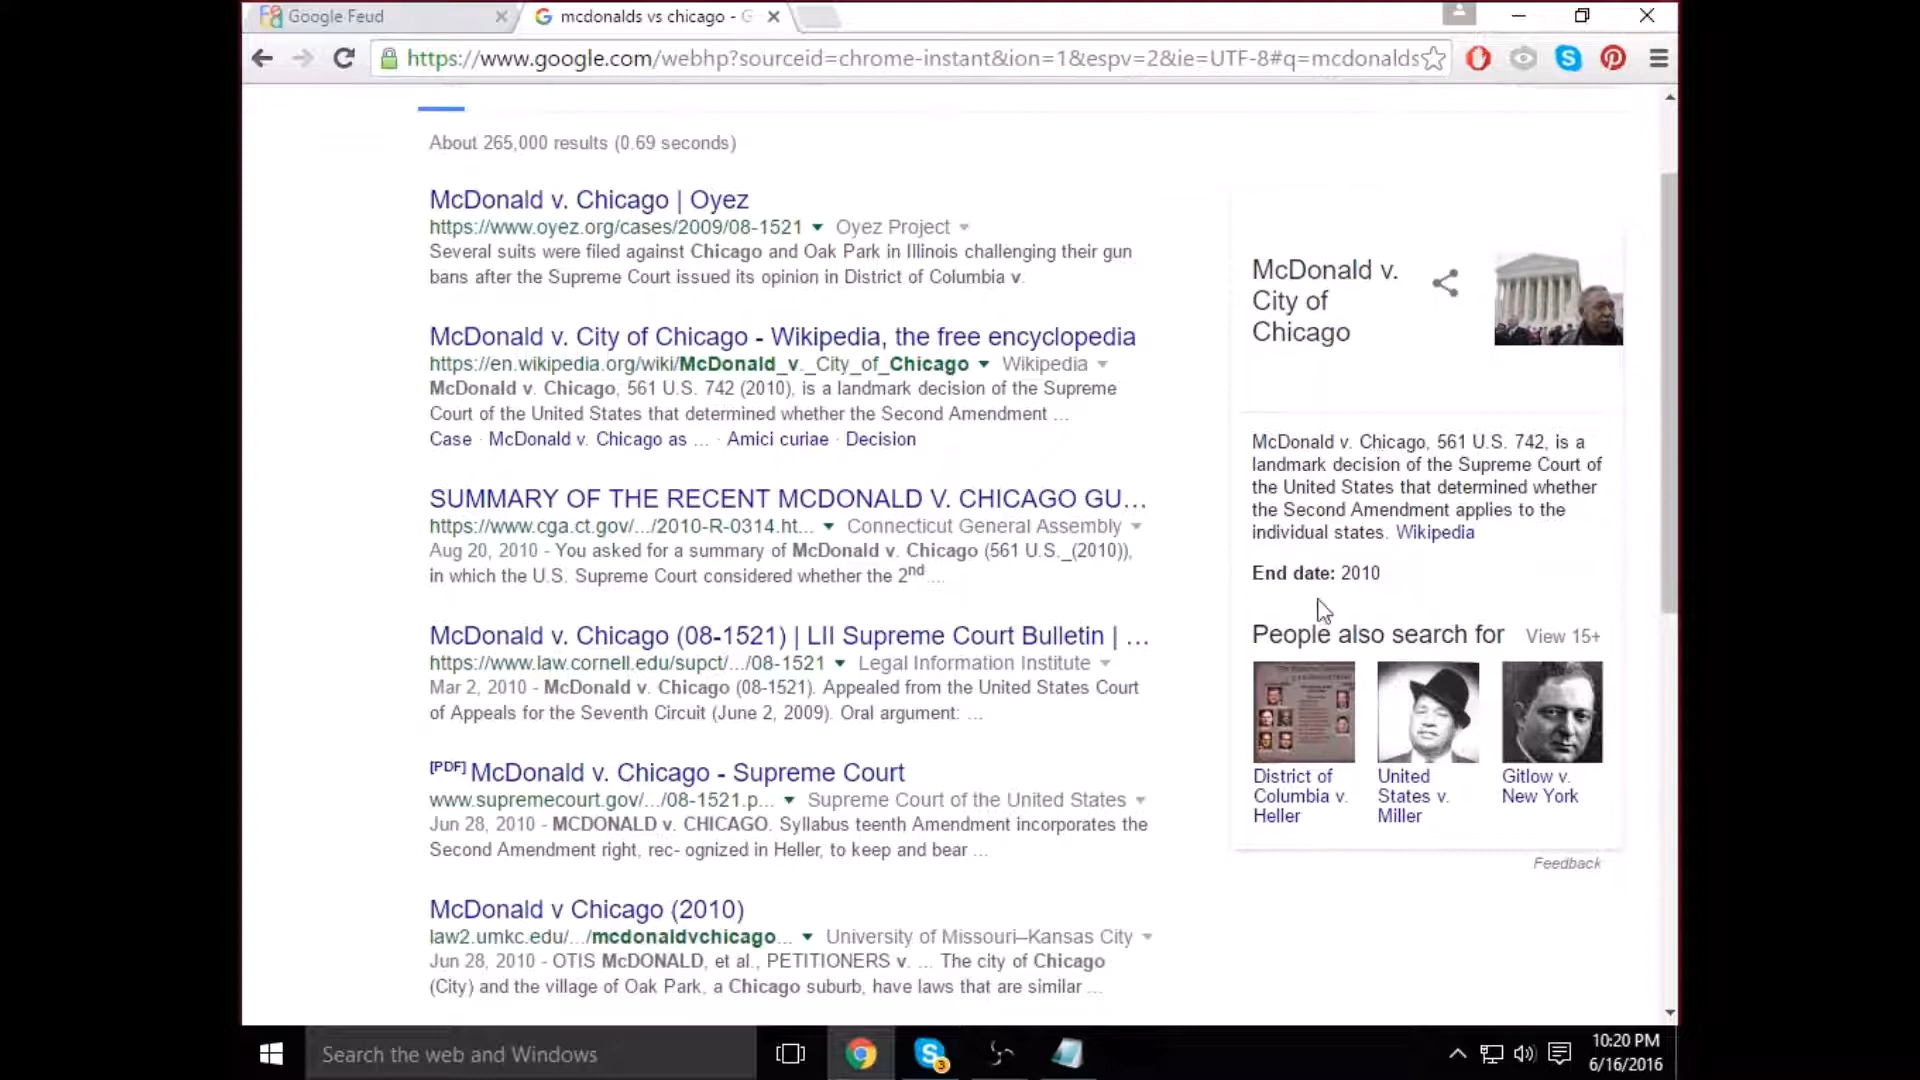 Google Feud
mcdonalds vs chicago - G
https://www.google.com/webhp?sourceid=chrome-instant&ion=1&espv=2&ie=UTF-8#q=mcdonalds
About 265,000 results (0.69 seconds)
McDonald v. Chicago | Oyez
https://www.oyez.org/cases/2009/08-1521 Oyez Project
Several suits were filed against Chicago and Oak Park in Illinois challenging their gun
bans after the Supreme Court issued its opinion in District of Columbia v.
McDonald v. City of Chicago - Wikipedia, the free encyclopedia
https://en.wikipedia.org/wiki/McDonald_v._City_of_Chicago Wikipedia
McDonald v. Chicago, 561 U.S. 742 (2010), is a landmark decision of the Supreme
Court of the United States that determined whether the Second Amendment ...
Case · McDonald v. Chicago as ... · Amici curiae · Decision
SUMMARY OF THE RECENT MCDONALD V. CHICAGO GU...
https://www.cga.ct.gov/.../2010-R-0314.ht... Connecticut General Assembly
Aug 20, 2010 - You asked for a summary of McDonald v. Chicago (561 U.S._(2010)),
in which the U.S. Supreme Court considered whether the 2nd ...
McDonald v. Chicago (08-1521) | LII Supreme Court Bulletin | ...
https://www.law.cornell.edu/supct/.../08-1521 Legal Information Institute
Mar 2, 2010 - McDonald v. Chicago (08-1521). Appealed from the United States Court
of Appeals for the Seventh Circuit (June 2, 2009). Oral argument: ...
[PDF] McDonald v. Chicago - Supreme Court
www.supremecourt.gov/.../08-1521.p... Supreme Court of the United States
Jun 28, 2010 - MCDONALD v. CHICAGO. Syllabus teenth Amendment incorporates the
Second Amendment right, rec- ognized in Heller, to keep and bear ...
McDonald v Chicago (2010)
law2.umkc.edu/.../mcdonaldvchicago... University of Missouri–Kansas City
Jun 28, 2010 - OTIS McDONALD, et al., PETITIONERS v. ... The city of Chicago
(City) and the village of Oak Park, a Chicago suburb, have laws that are similar ...
McDonald v.
City of
Chicago
McDonald v. Chicago, 561 U.S. 742, is a
landmark decision of the Supreme Court of
the United States that determined whether
the Second Amendment applies to the
individual states. Wikipedia
End date: 2010
People also search for View 15+
District of
Columbia v.
Heller
United
States v.
Miller
Gitlow v.
New York
Feedback
Search the web and Windows
3
10:20 PM
6/16/2016